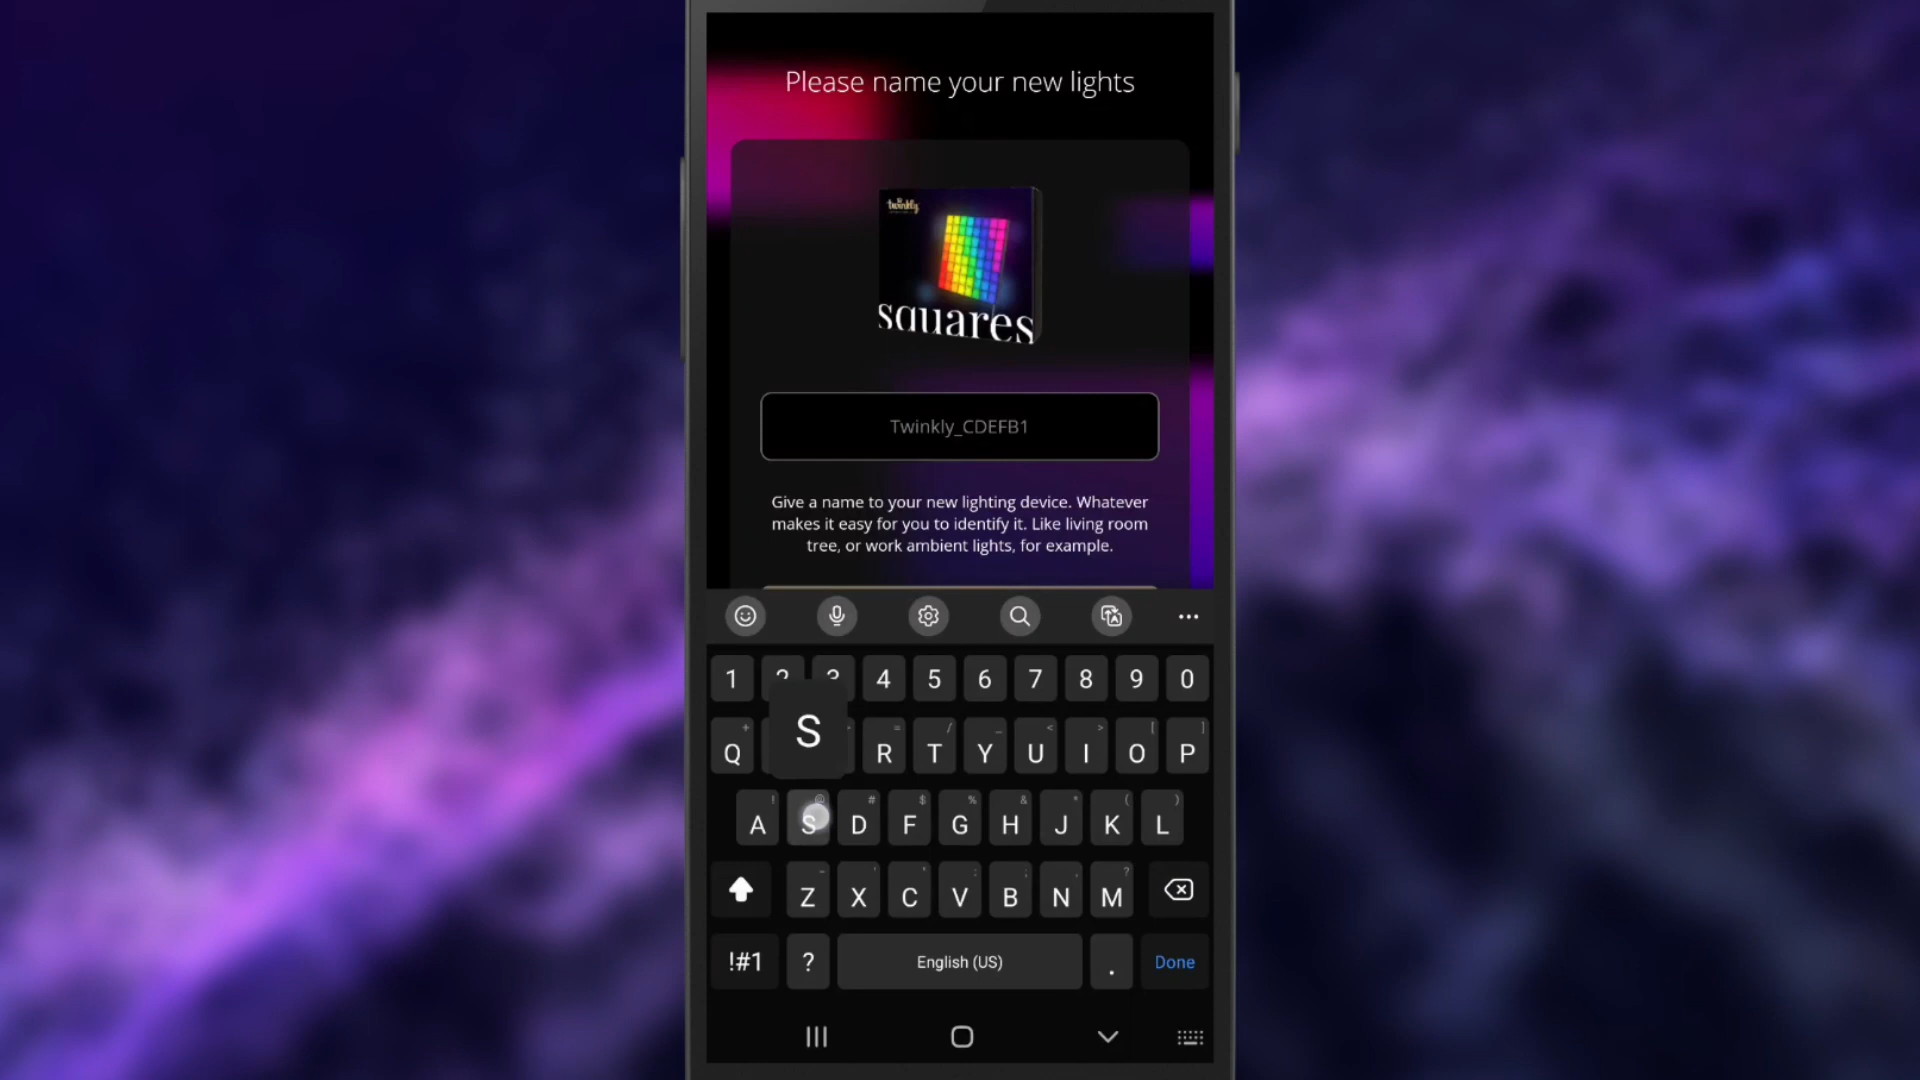 Please name your new lights
twinkly
squares
Twinkly_CDEFB1
Give a name to your new lighting device. Whatever
makes it easy for you to identify it. Like living room
tree, or work ambient lights, for example.
1 2 3 4 5 6 7 8 9 0
S
+ = / _ < > [ ]
Q R T Y U I O P
! @ # $ % & * ( )
A S D F G H J K L
- ' " : ; , ?
Z X C V B N M
!#1 ? English (US) . Done